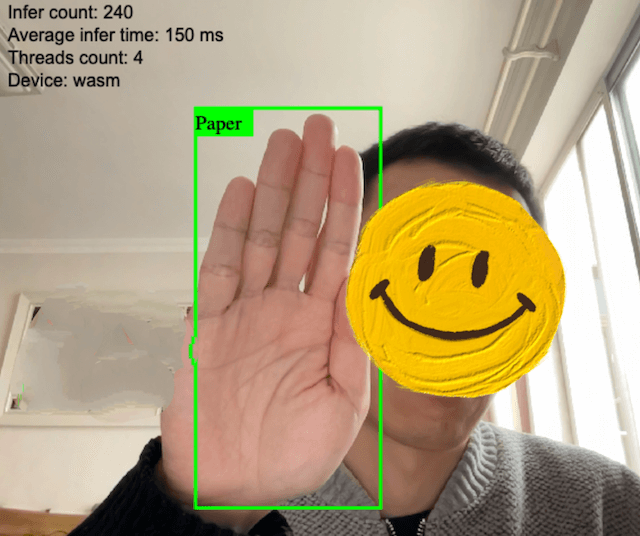 Infer count: 240
Average infer time: 150 ms
Threads count: 4
Device: wasm
Paper